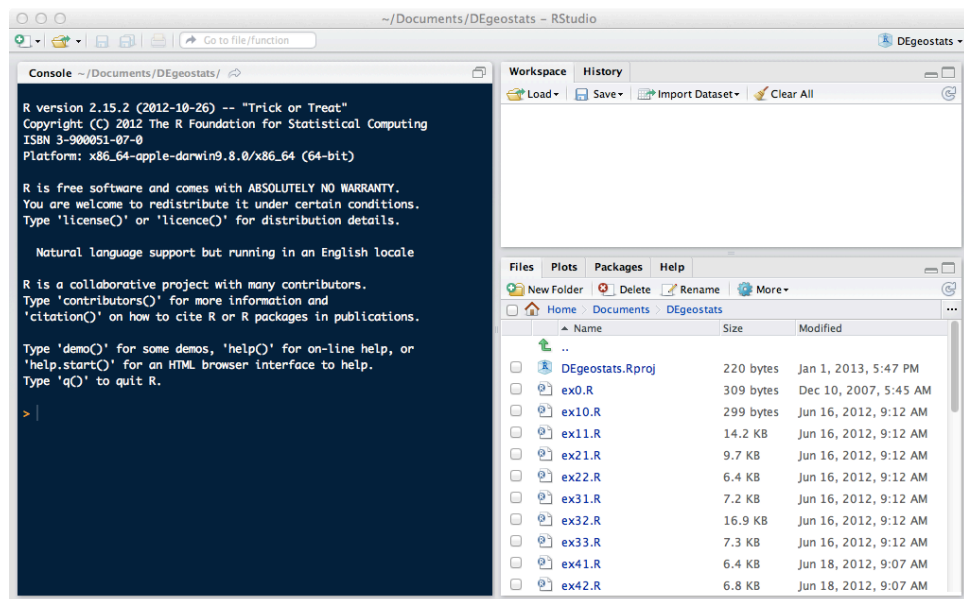 ~/Documents/DEgeostats – RStudio
Go to file/function
DEgeostats
Console ~/Documents/DEgeostats/
R version 2.15.2 (2012-10-26) -- "Trick or Treat"
Copyright (C) 2012 The R Foundation for Statistical Computing
ISBN 3-900051-07-0
Platform: x86_64-apple-darwin9.8.0/x86_64 (64-bit)
R is free software and comes with ABSOLUTELY NO WARRANTY.
You are welcome to redistribute it under certain conditions.
Type 'license()' or 'licence()' for distribution details.
Natural language support but running in an English locale
R is a collaborative project with many contributors.
Type 'contributors()' for more information and
'citation()' on how to cite R or R packages in publications.
Type 'demo()' for some demos, 'help()' for on-line help, or
'help.start()' for an HTML browser interface to help.
Type 'q()' to quit R.
>
Workspace History
Load Save Import Dataset Clear All
Files Plots Packages Help
New Folder Delete Rename More
Home > Documents > DEgeostats ...
Name Size Modified
..
DEgeostats.Rproj 220 bytes Jan 1, 2013, 5:47 PM
ex0.R 309 bytes Dec 10, 2007, 5:45 AM
ex10.R 299 bytes Jun 16, 2012, 9:12 AM
ex11.R 14.2 KB Jun 16, 2012, 9:12 AM
ex21.R 9.7 KB Jun 16, 2012, 9:12 AM
ex22.R 6.4 KB Jun 16, 2012, 9:12 AM
ex31.R 7.2 KB Jun 16, 2012, 9:12 AM
ex32.R 16.9 KB Jun 16, 2012, 9:12 AM
ex33.R 7.3 KB Jun 16, 2012, 9:12 AM
ex41.R 6.4 KB Jun 18, 2012, 9:07 AM
ex42.R 6.8 KB Jun 18, 2012, 9:07 AM